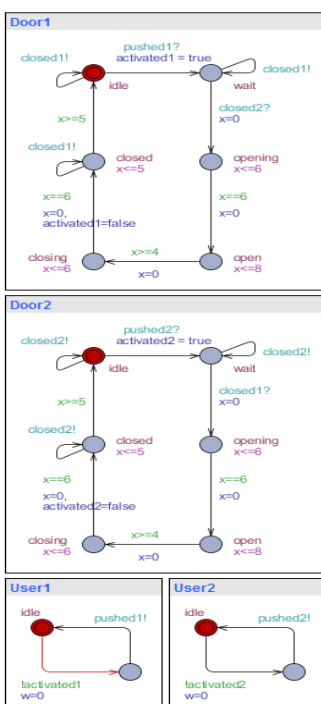 Door1
pushed1?
closed1!
activated1 = true
closed1!
idle
wait
closed2?
x=0
x>=5
closed1!
closed
x<=5
opening
x<=6
x==6
x==6
x=0,
x=0
activated1=false
closing
x<=6
x>=4
x=0
open
x<=8
Door2
pushed2?
closed2!
activated2 = true
closed2!
idle
wait
closed1?
x=0
x>=5
closed2!
closed
x<=5
opening
x<=6
x==6
x==6
x=0,
x=0
activated2=false
closing
x<=6
x>=4
x=0
open
x<=8
User1
idle
pushed1!
!activated1
w=0
User2
idle
pushed2!
!activated2
w=0